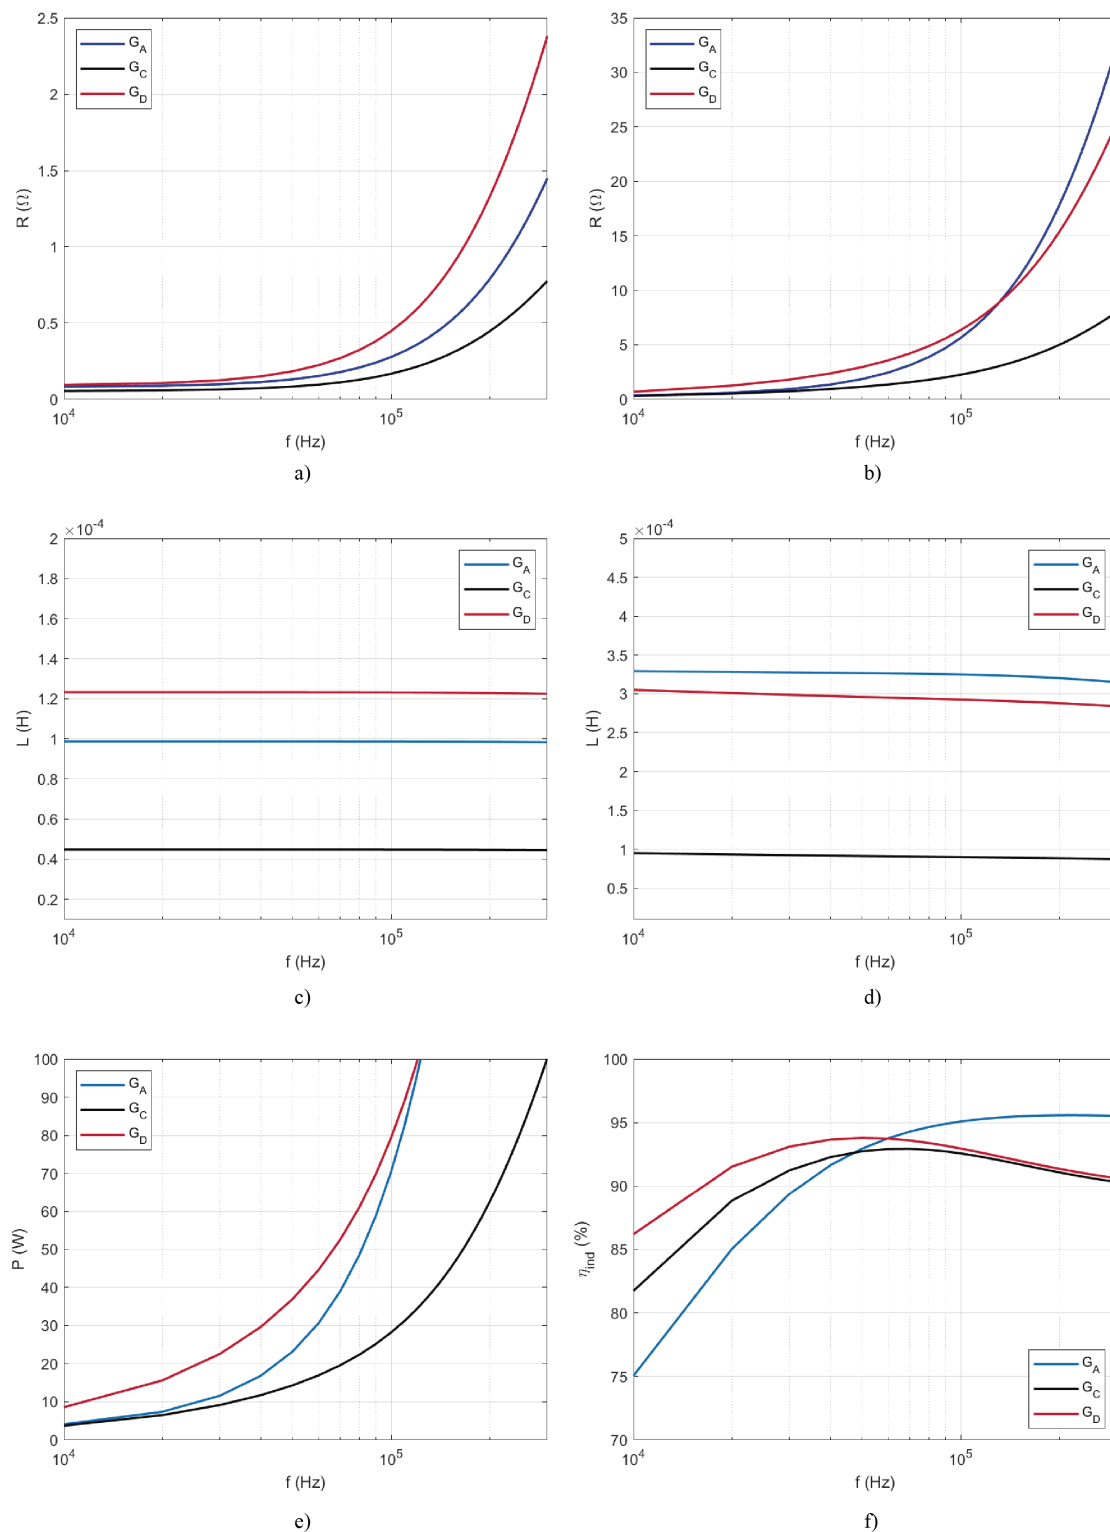 2.5
2
1.5
1
0.5
0
R (Ω)
G_A
G_C
G_D
10^4
10^5
f (Hz)
a)
35
30
25
20
15
10
5
0
R (Ω)
G_A
G_C
G_D
10^4
10^5
f (Hz)
b)
×10^-4
2
1.8
1.6
1.4
1.2
1
0.8
0.6
0.4
0.2
L (H)
G_A
G_C
G_D
10^4
10^5
f (Hz)
c)
×10^-4
5
4.5
4
3.5
3
2.5
2
1.5
1
0.5
L (H)
G_A
G_C
G_D
10^4
10^5
f (Hz)
d)
100
90
80
70
60
50
40
30
20
10
0
P (W)
G_A
G_C
G_D
10^4
10^5
f (Hz)
e)
100
95
90
85
80
75
70
η_ind (%)
G_A
G_C
G_D
10^4
10^5
f (Hz)
f)